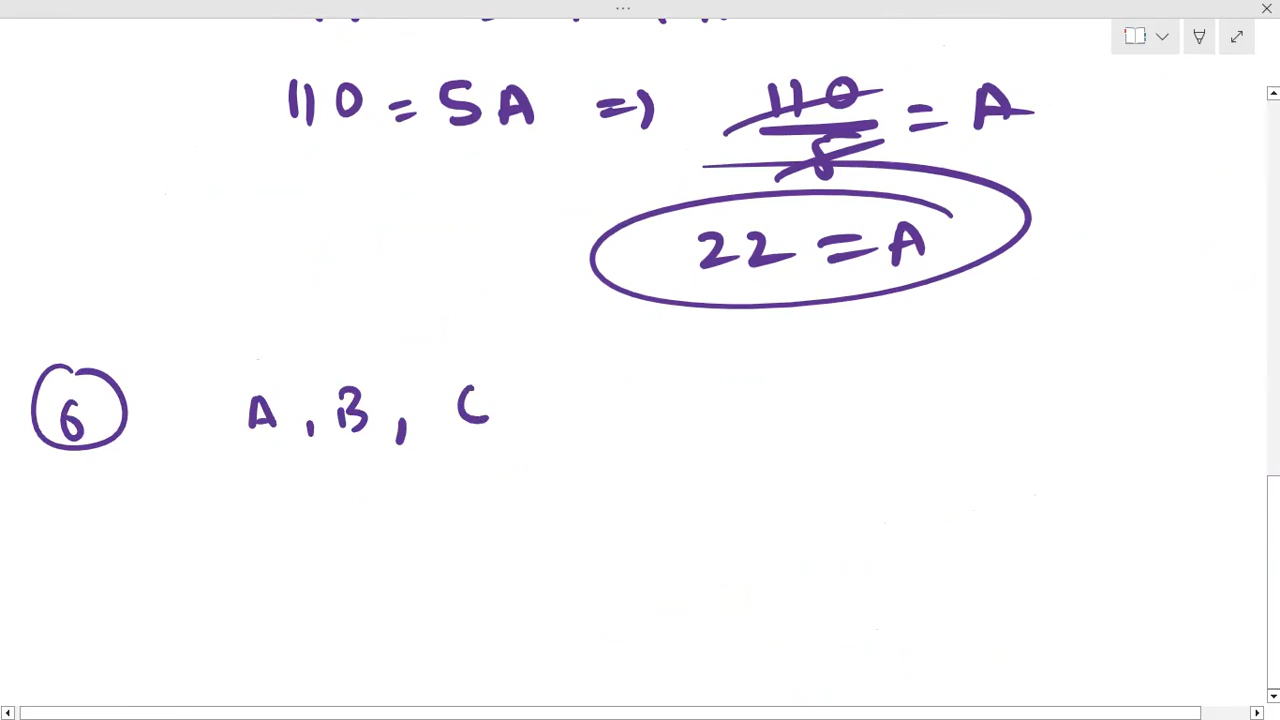 110 = 5A => 110/5 = A
22 = A
6 A, B, C